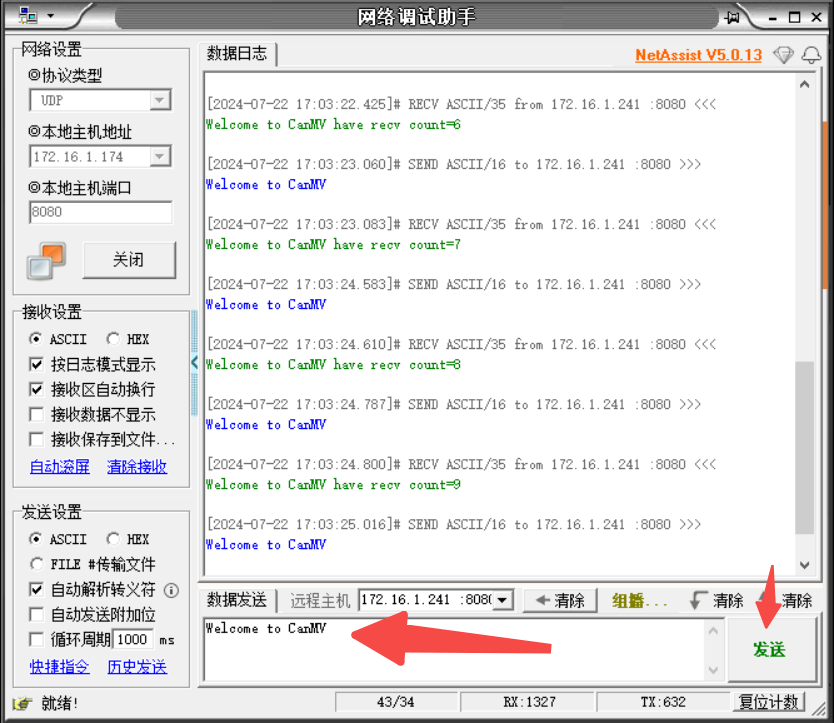 网络调试助手
网络设置
协议类型
UDP
本地主机地址
172.16.1.174
本地主机端口
8080
关闭
接收设置
ASCII HEX
按日志模式显示
接收区自动换行
接收数据不显示
接收保存到文件...
自动滚屏 清除接收
发送设置
ASCII HEX
FILE #传输文件
自动解析转义符
自动发送附加位
循环周期 1000 ms
快捷指令 历史发送
数据日志 NetAssist V5.0.13
[2024-07-22 17:03:22.425]# RECV ASCII/35 from 172.16.1.241 :8080 <<<
Welcome to CanMV have recv count=6
[2024-07-22 17:03:23.060]# SEND ASCII/16 to 172.16.1.241 :8080 >>>
Welcome to CanMV
[2024-07-22 17:03:23.083]# RECV ASCII/35 from 172.16.1.241 :8080 <<<
Welcome to CanMV have recv count=7
[2024-07-22 17:03:24.583]# SEND ASCII/16 to 172.16.1.241 :8080 >>>
Welcome to CanMV
[2024-07-22 17:03:24.610]# RECV ASCII/35 from 172.16.1.241 :8080 <<<
Welcome to CanMV have recv count=8
[2024-07-22 17:03:24.787]# SEND ASCII/16 to 172.16.1.241 :8080 >>>
Welcome to CanMV
[2024-07-22 17:03:24.800]# RECV ASCII/35 from 172.16.1.241 :8080 <<<
Welcome to CanMV have recv count=9
[2024-07-22 17:03:25.016]# SEND ASCII/16 to 172.16.1.241 :8080 >>>
Welcome to CanMV
数据发送 远程主机 172.16.1.241 :8080 清除 组播... 清除 清除
Welcome to CanMV
发送
就绪! 43/34 RX:1327 TX:632 复位计数